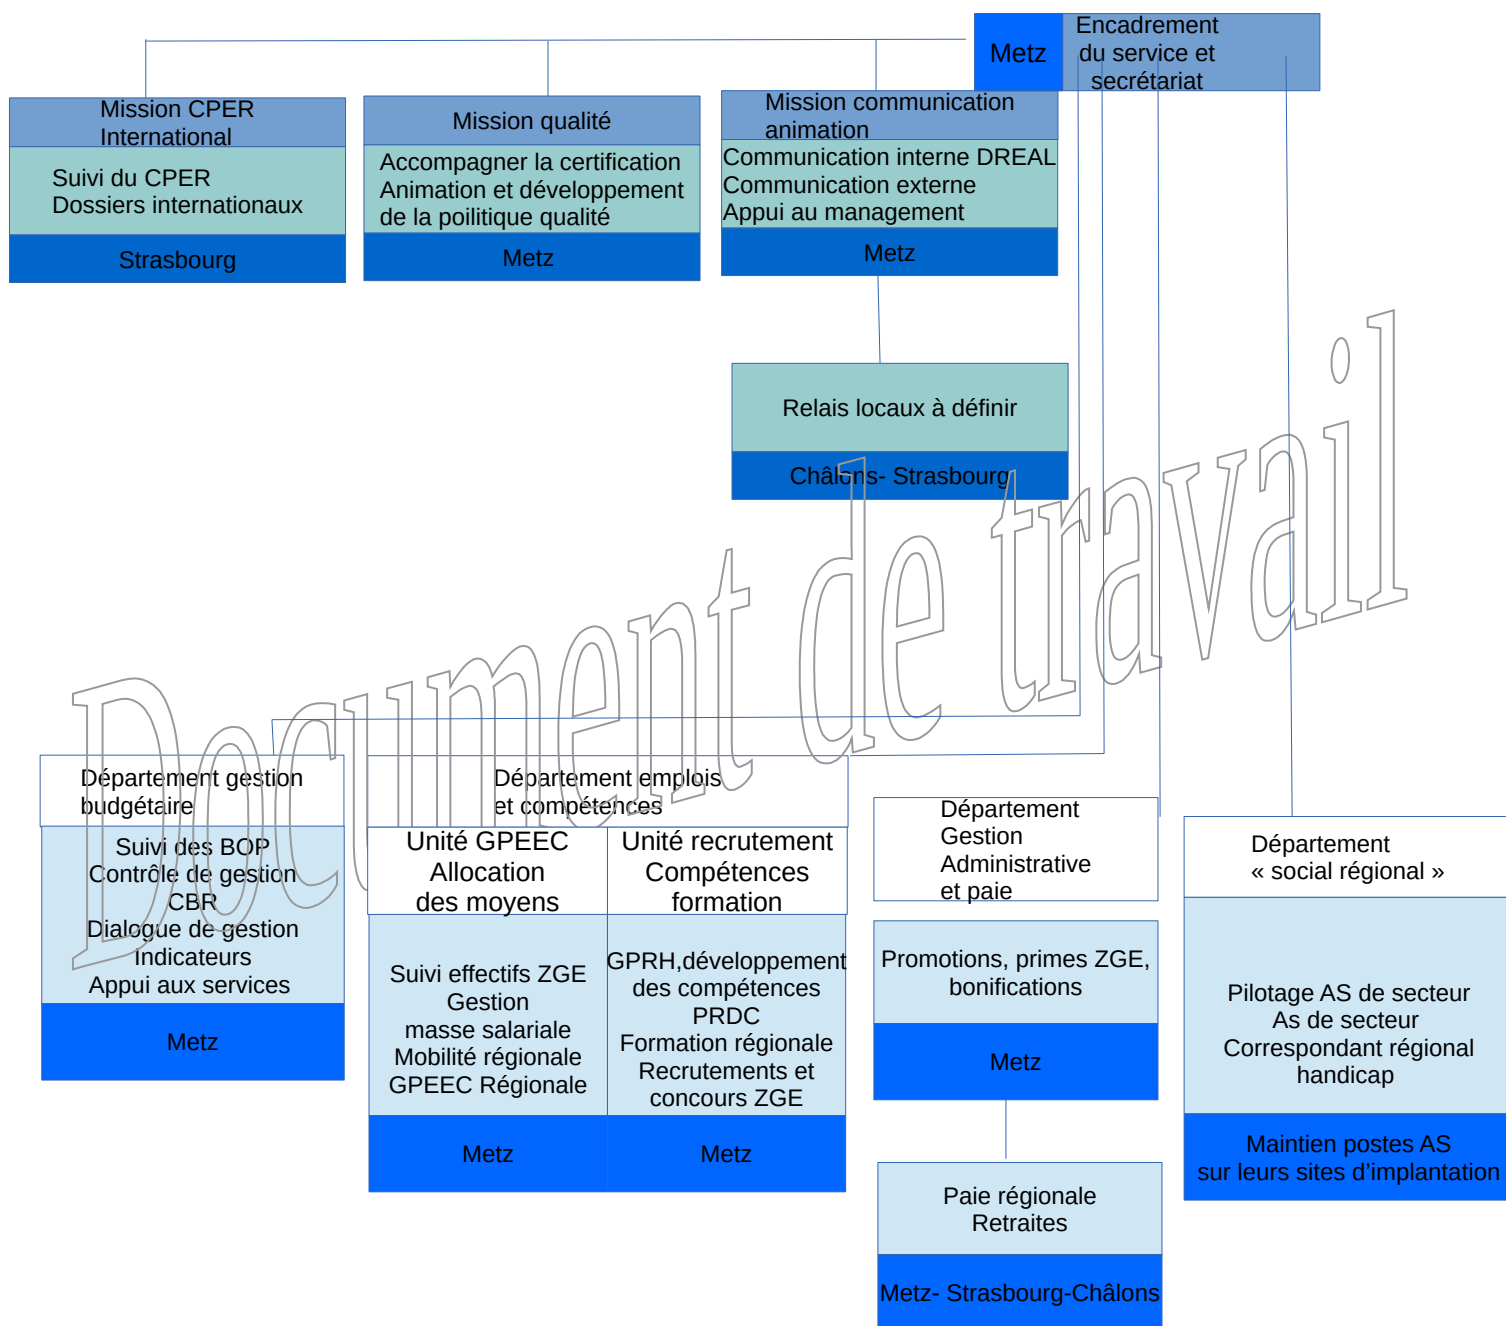 Metz
Encadrement
du service et
secrétariat
Mission CPER
International
Suivi du CPER
Dossiers internationaux
Strasbourg
Mission qualité
Accompagner la certification
Animation et développement
de la poilitique qualité
Metz
Mission communication
animation
Communication interne DREAL
Communication externe
Appui au management
Metz
Relais locaux à définir
Châlons- Strasbourg
Document de travail
Département gestion
budgétaire
Suivi des BOP
Contrôle de gestion
CBR
Dialogue de gestion
Indicateurs
Appui aux services
Metz
Département emplois
et compétences
Unité GPEEC
Allocation
des moyens
Suivi effectifs ZGE
Gestion
masse salariale
Mobilité régionale
GPEEC Régionale
Metz
Unité recrutement
Compétences
formation
GPRH,développement
des compétences
PRDC
Formation régionale
Recrutements et
concours ZGE
Metz
Département
Gestion
Administrative
et paie
Promotions, primes ZGE,
bonifications
Metz
Paie régionale
Retraites
Metz- Strasbourg-Châlons
Département
« social régional »
Pilotage AS de secteur
As de secteur
Correspondant régional
handicap
Maintien postes AS
sur leurs sites d’implantation